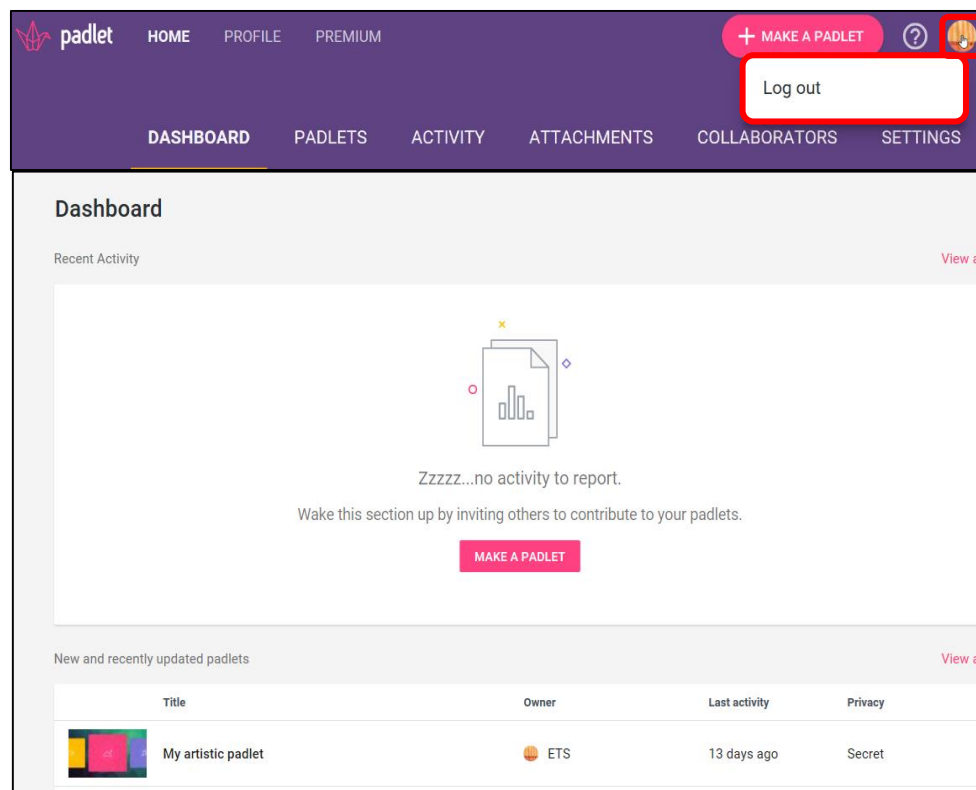 padlet HOME PROFILE PREMIUM + MAKE A PADLET ?
Log out
DASHBOARD PADLETS ACTIVITY ATTACHMENTS COLLABORATORS SETTINGS
Dashboard
Recent Activity View a
Zzzzz...no activity to report.
Wake this section up by inviting others to contribute to your padlets.
MAKE A PADLET
New and recently updated padlets View a
Title Owner Last activity Privacy
My artistic padlet ETS 13 days ago Secret